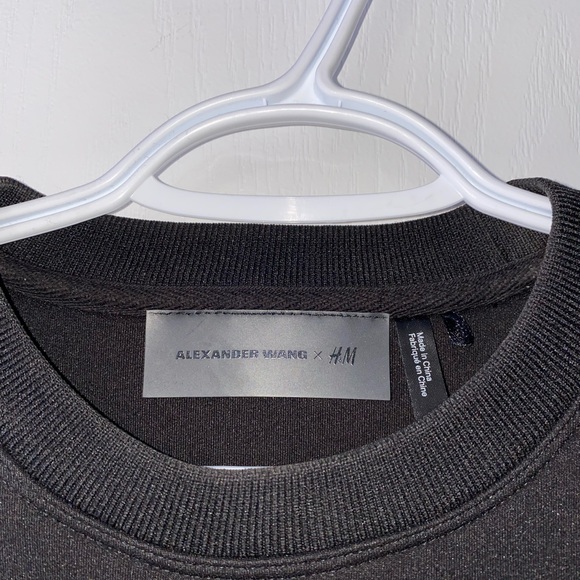 ALEXANDER WANG × H&M
Made in China
Fabriqué en Chine